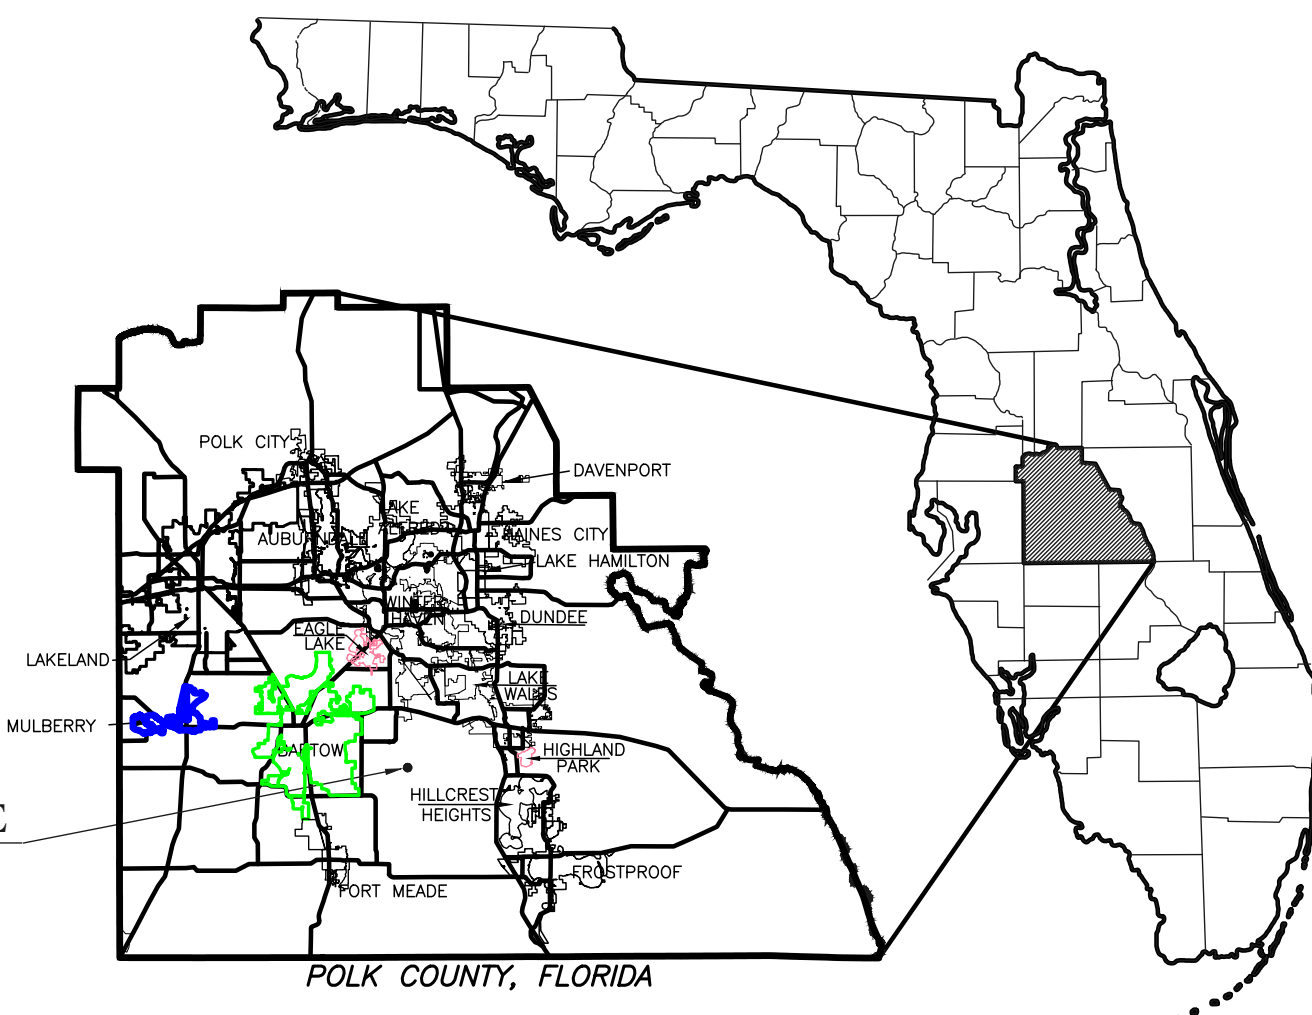 POLK CITY
DAVENPORT
LAKE
ALFRED
HAINES CITY
AUBURNDALE
LAKE HAMILTON
WINTER
HAVEN
DUNDEE
EAGLE
LAKE
LAKELAND
LAKE
WALES
MULBERRY
BARTOW
HIGHLAND
PARK
HILLCREST
HEIGHTS
E
FROSTPROOF
FORT MEADE
POLK COUNTY, FLORIDA